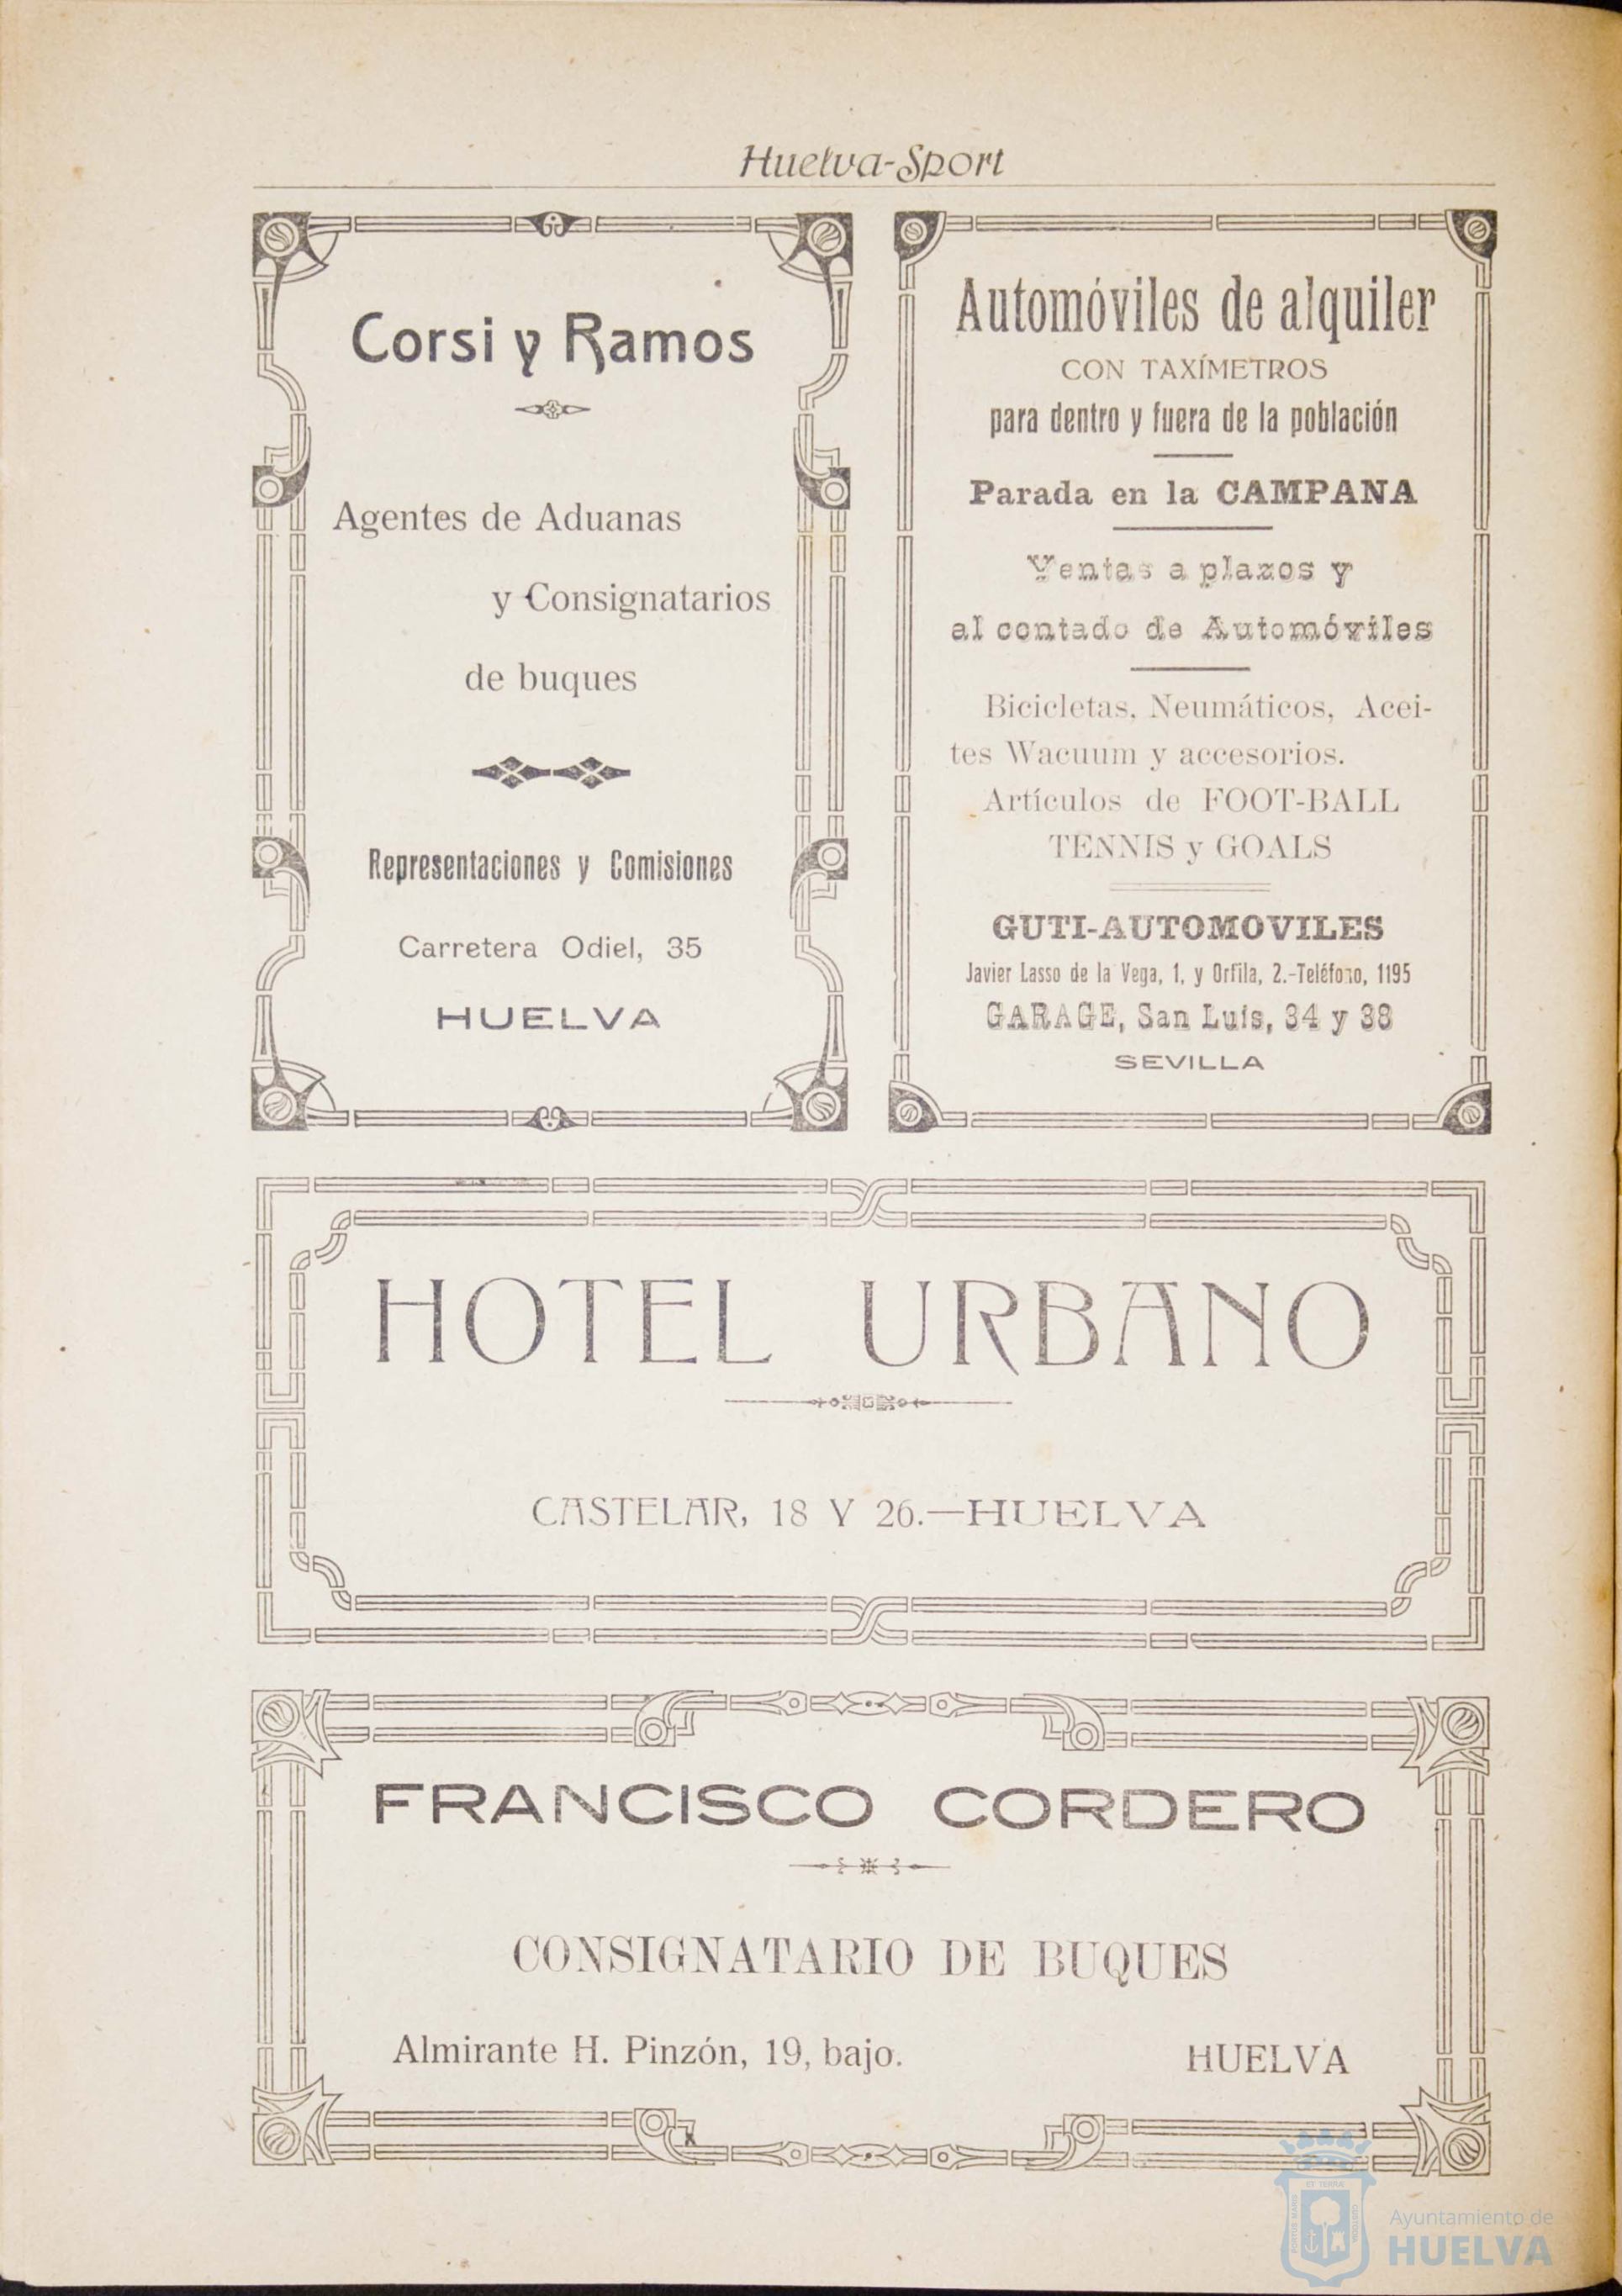 Huelva-Sport
Corsi y Ramos
Agentes de Aduanas
y Consignatarios
de buques
Representaciones y Comisiones
Carretera Odiel, 35
HUELVA
Automóviles de alquiler
CON TAXÍMETROS
para dentro y fuera de la población
Parada en la CAMPANA
Ventas a plazos y
al contado de Automóviles
Bicicletas, Neumáticos, Acei-
tes Wacuum y accesorios.
Artículos de FOOT-BALL
TENNIS y GOALS
GUTI-AUTOMOVILES
Javier Lasso de la Vega, 1, y Orfila, 2.-Teléfono, 1195
GARAGE, San Luis, 34 y 38
SEVILLA
HOTEL URBANO
CASTELAR, 18 Y 26.—HUELVA
FRANCISCO CORDERO
CONSIGNATARIO DE BUQUES
Almirante H. Pinzón, 19, bajo. HUELVA
Ayuntamiento de
HUELVA